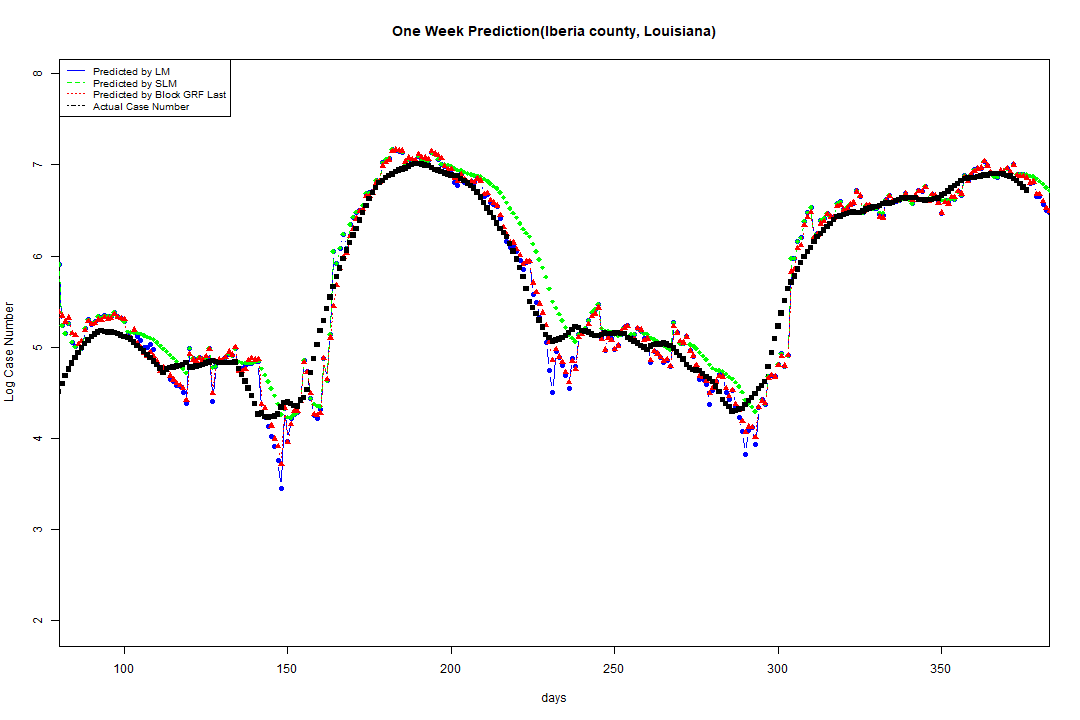 One Week Prediction(Iberia county, Louisiana)
Predicted by LM
Predicted by SLM
Predicted by Block GRF Last
Actual Case Number
Log Case Number
8
7
6
5
4
3
2
100 150 200 250 300 350
days